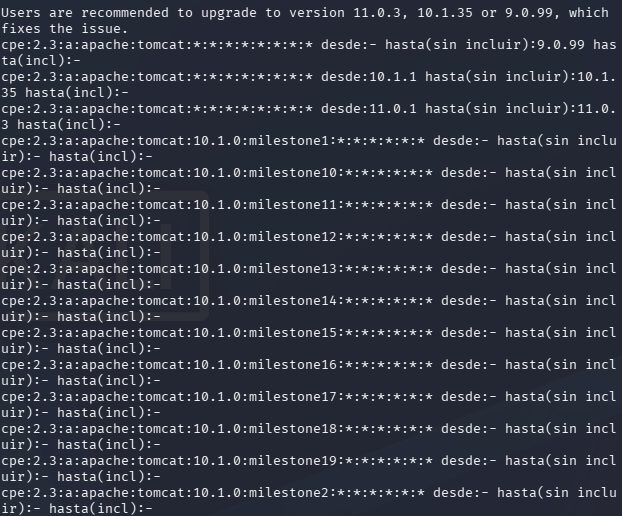 Users are recommended to upgrade to version 11.0.3, 10.1.35 or 9.0.99, which
fixes the issue.
cpe:2.3:a:apache:tomcat:*:*:*:*:*:*:*:* desde:- hasta(sin incluir):9.0.99 has
ta(incl):-
cpe:2.3:a:apache:tomcat:*:*:*:*:*:*:*:* desde:10.1.1 hasta(sin incluir):10.1.
35 hasta(incl):-
cpe:2.3:a:apache:tomcat:*:*:*:*:*:*:*:* desde:11.0.1 hasta(sin incluir):11.0.
3 hasta(incl):-
cpe:2.3:a:apache:tomcat:10.1.0:milestone1:*:*:*:*:*:* desde:- hasta(sin inclu
ir):- hasta(incl):-
cpe:2.3:a:apache:tomcat:10.1.0:milestone10:*:*:*:*:*:* desde:- hasta(sin incl
uir):- hasta(incl):-
cpe:2.3:a:apache:tomcat:10.1.0:milestone11:*:*:*:*:*:* desde:- hasta(sin incl
uir):- hasta(incl):-
cpe:2.3:a:apache:tomcat:10.1.0:milestone12:*:*:*:*:*:* desde:- hasta(sin incl
uir):- hasta(incl):-
cpe:2.3:a:apache:tomcat:10.1.0:milestone13:*:*:*:*:*:* desde:- hasta(sin incl
uir):- hasta(incl):-
cpe:2.3:a:apache:tomcat:10.1.0:milestone14:*:*:*:*:*:* desde:- hasta(sin incl
uir):- hasta(incl):-
cpe:2.3:a:apache:tomcat:10.1.0:milestone15:*:*:*:*:*:* desde:- hasta(sin incl
uir):- hasta(incl):-
cpe:2.3:a:apache:tomcat:10.1.0:milestone16:*:*:*:*:*:* desde:- hasta(sin incl
uir):- hasta(incl):-
cpe:2.3:a:apache:tomcat:10.1.0:milestone17:*:*:*:*:*:* desde:- hasta(sin incl
uir):- hasta(incl):-
cpe:2.3:a:apache:tomcat:10.1.0:milestone18:*:*:*:*:*:* desde:- hasta(sin incl
uir):- hasta(incl):-
cpe:2.3:a:apache:tomcat:10.1.0:milestone19:*:*:*:*:*:* desde:- hasta(sin incl
uir):- hasta(incl):-
cpe:2.3:a:apache:tomcat:10.1.0:milestone2:*:*:*:*:*:* desde:- hasta(sin inclu
ir):- hasta(incl):-